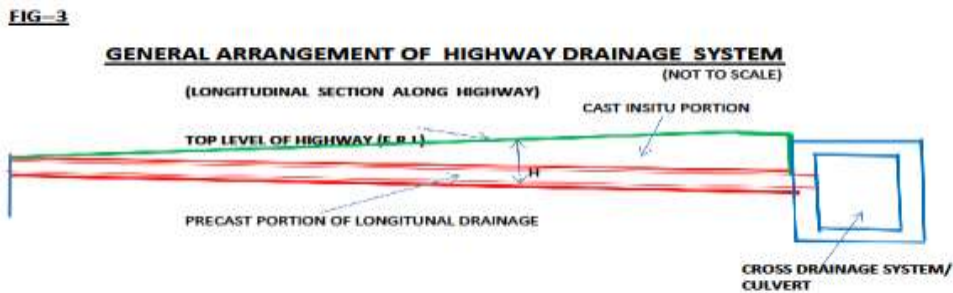 FIG-3
GENERAL ARRANGEMENT OF HIGHWAY DRAINAGE SYSTEM
(NOT TO SCALE)
(LONGITUDINAL SECTION ALONG HIGHWAY)
CAST INSITU PORTION
TOP LEVEL OF HIGHWAY (F.R.L)
H
PRECAST PORTION OF LONGITUNAL DRAINAGE
CROSS DRAINAGE SYSTEM/
CULVERT